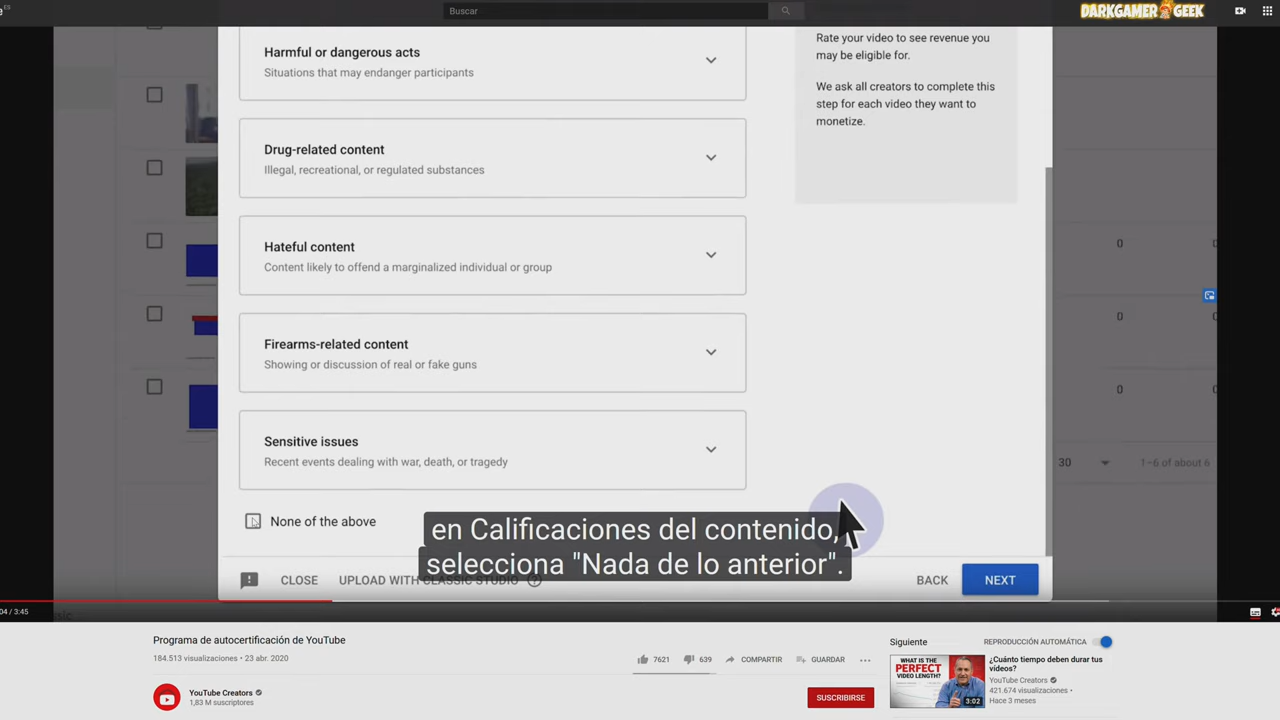 ES
Buscar
DARKGAMER GEEK
Harmful or dangerous acts
Situations that may endanger participants
Rate your video to see revenue you
may be eligible for.
We ask all creators to complete this
step for each video they want to
monetize.
Drug-related content
Illegal, recreational, or regulated substances
Hateful content
Content likely to offend a marginalized individual or group
0
Firearms-related content
Showing or discussion of real or fake guns
0
0
Sensitive issues
Recent events dealing with war, death, or tragedy
30
1–6 of about 6
None of the above
en Calificaciones del contenido,
selecciona "Nada de lo anterior".
CLOSE
UPLOAD WITH CLASSIC STUDIO
BACK
NEXT
04 / 3:45
Programa de autocertificación de YouTube
184.513 visualizaciones • 23 abr. 2020
7621
639
COMPARTIR
GUARDAR
YouTube Creators
1,83 M suscriptores
SUSCRIBIRSE
Siguiente
REPRODUCCIÓN AUTOMÁTICA
WHAT IS THE
PERFECT
VIDEO LENGTH?
3:02
¿Cuánto tiempo deben durar tus
vídeos?
YouTube Creators
421.674 visualizaciones •
Hace 3 meses